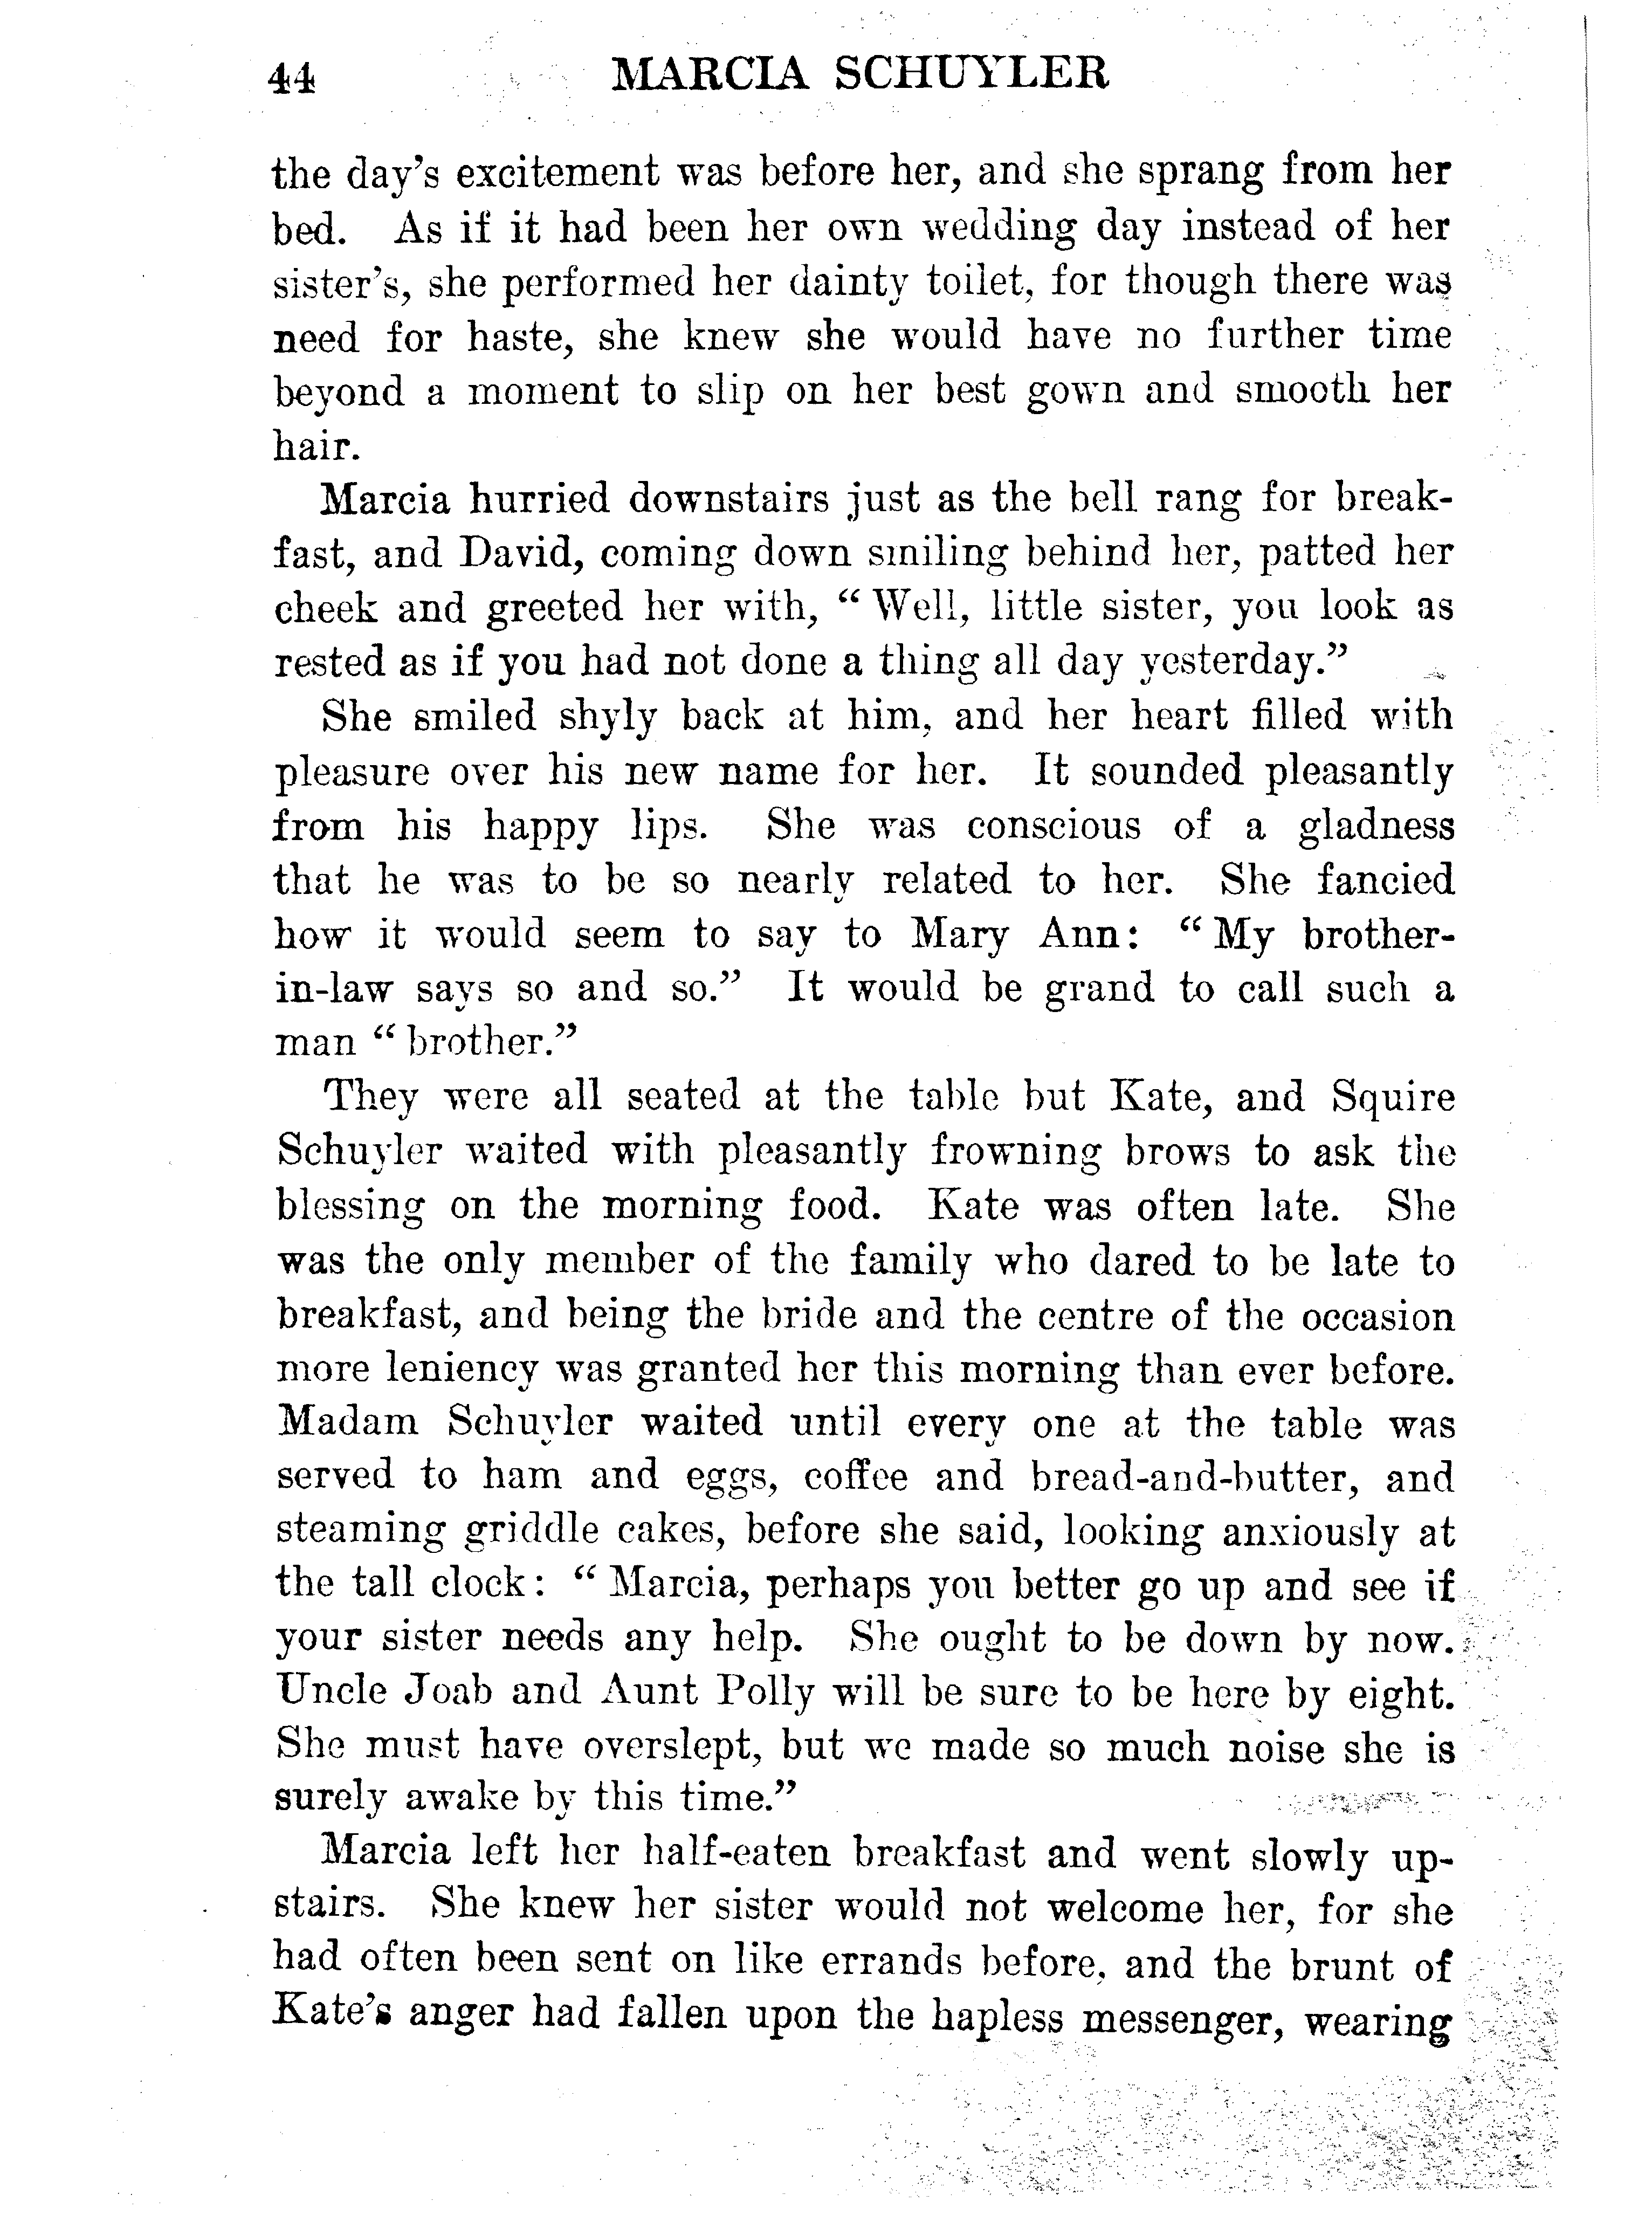 44 MARCIA SCHUYLER
the day's excitement was before her, and she sprang from her
bed. As if it had been her own wedding day instead of her
sister's, she performed her dainty toilet, for though there was
need for haste, she knew she would have no further time
beyond a moment to slip on her best gown and smooth her
hair.
Marcia hurried downstairs just as the bell rang for break-
fast, and David, coming down smiling behind her, patted her
cheek and greeted her with, “ Well, little sister, you look as
rested as if you had not done a thing all day yesterday.”
She smiled shyly back at him, and her heart filled with
pleasure over his new name for her. It sounded pleasantly
from his happy lips. She was conscious of a gladness
that he was to be so nearly related to her. She fancied
how it would seem to say to Mary Ann: “ My brother-
in-law says so and so.” It would be grand to call such a
man “ brother.”
They were all seated at the table but Kate, and Squire
Schuyler waited with pleasantly frowning brows to ask the
blessing on the morning food. Kate was often late. She
was the only member of the family who dared to be late to
breakfast, and being the bride and the centre of the occasion
more leniency was granted her this morning than ever before.
Madam Schuyler waited until every one at the table was
served to ham and eggs, coffee and bread-and-butter, and
steaming griddle cakes, before she said, looking anxiously at
the tall clock: “ Marcia, perhaps you better go up and see if
your sister needs any help. She ought to be down by now.
Uncle Joab and Aunt Polly will be sure to be here by eight.
She must have overslept, but we made so much noise she is
surely awake by this time.”
Marcia left her half-eaten breakfast and went slowly up-
stairs. She knew her sister would not welcome her, for she
had often been sent on like errands before, and the brunt of
Kate's anger had fallen upon the hapless messenger, wearing